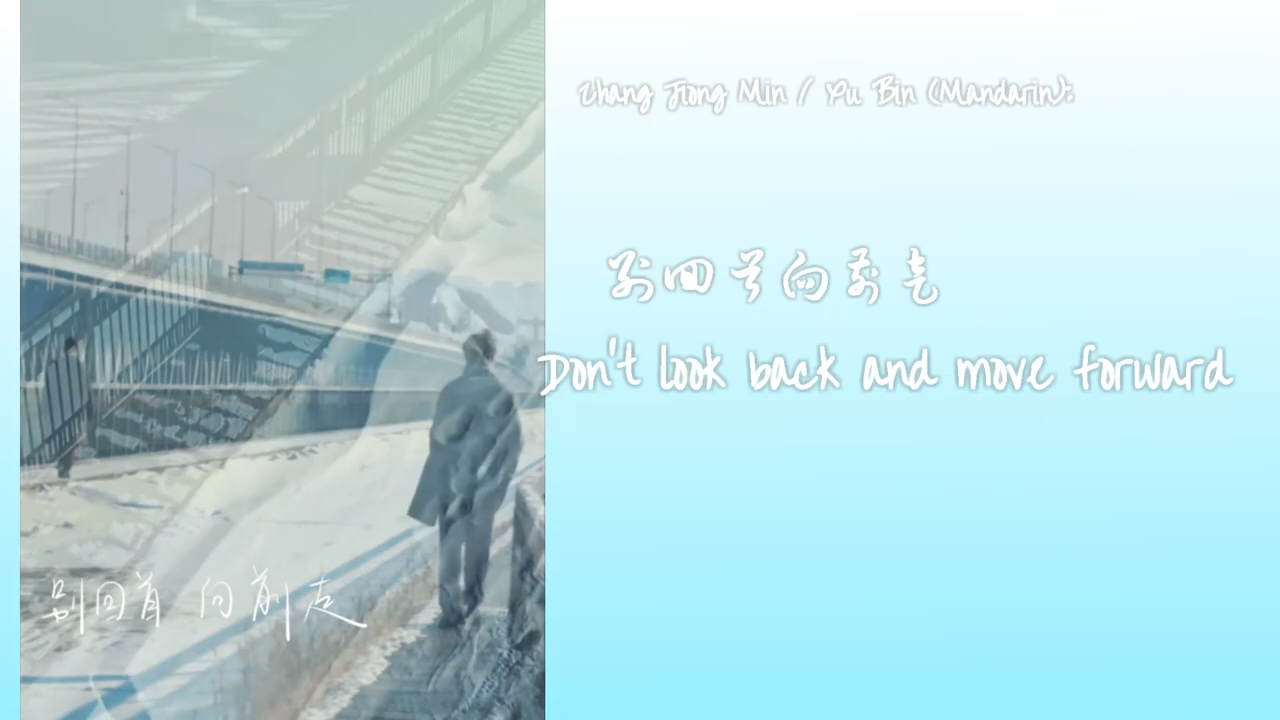 Zhang Jiong Min / Yu Bin (Mandarin):
别回首向前走
Don't look back and move forward
别回首 向前走